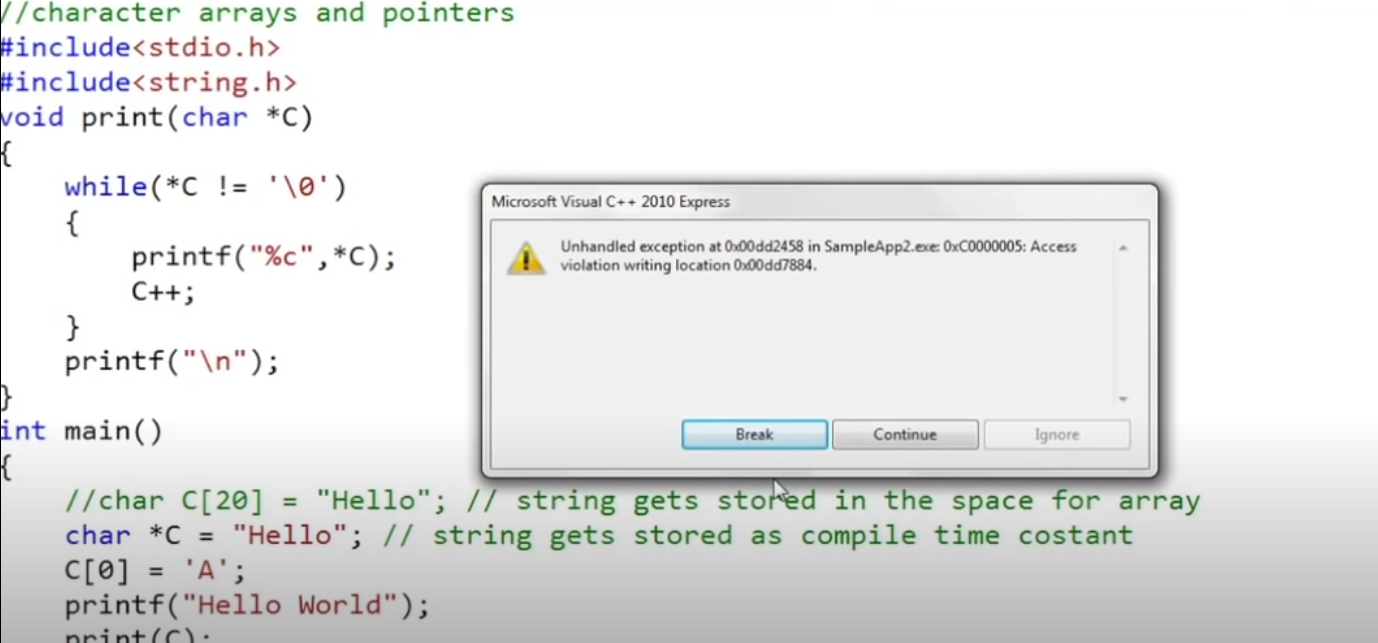 //character arrays and pointers
#include<stdio.h>
#include<string.h>
void print(char *C)
{
while(*C != '\0')
{
printf("%c",*C);
C++;
}
printf("\n");
}
int main()
{
//char C[20] = "Hello"; // string gets stored in the space for array
char *C = "Hello"; // string gets stored as compile time costant
C[0] = 'A';
printf("Hello World");
print(C);
Microsoft Visual C++ 2010 Express
Unhandled exception at 0x00dd2458 in SampleApp2.exe: 0xC0000005: Access
violation writing location 0x00dd7884.
Break Continue Ignore